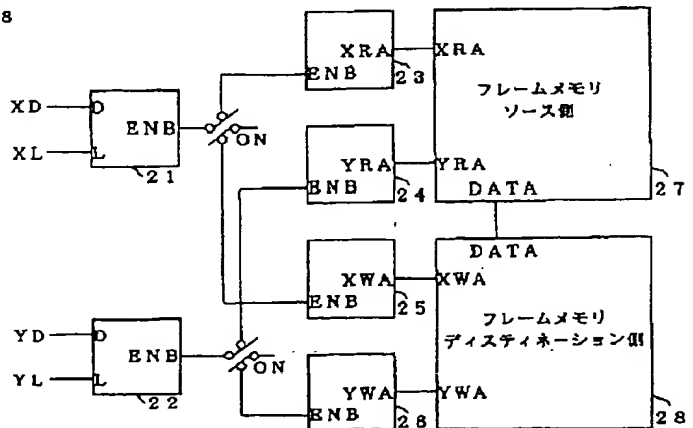 8
XD
XL
D
L
ENB
21
ON
ENB
XRA
23
XRA
フレームメモリ
ソース側
ENB
YRA
24
YRA
DATA
27
YD
YL
D
L
ENB
22
ON
ENB
XWA
25
XWA
DATA
フレームメモリ
ディスティネーション側
ENB
YWA
26
YWA
28